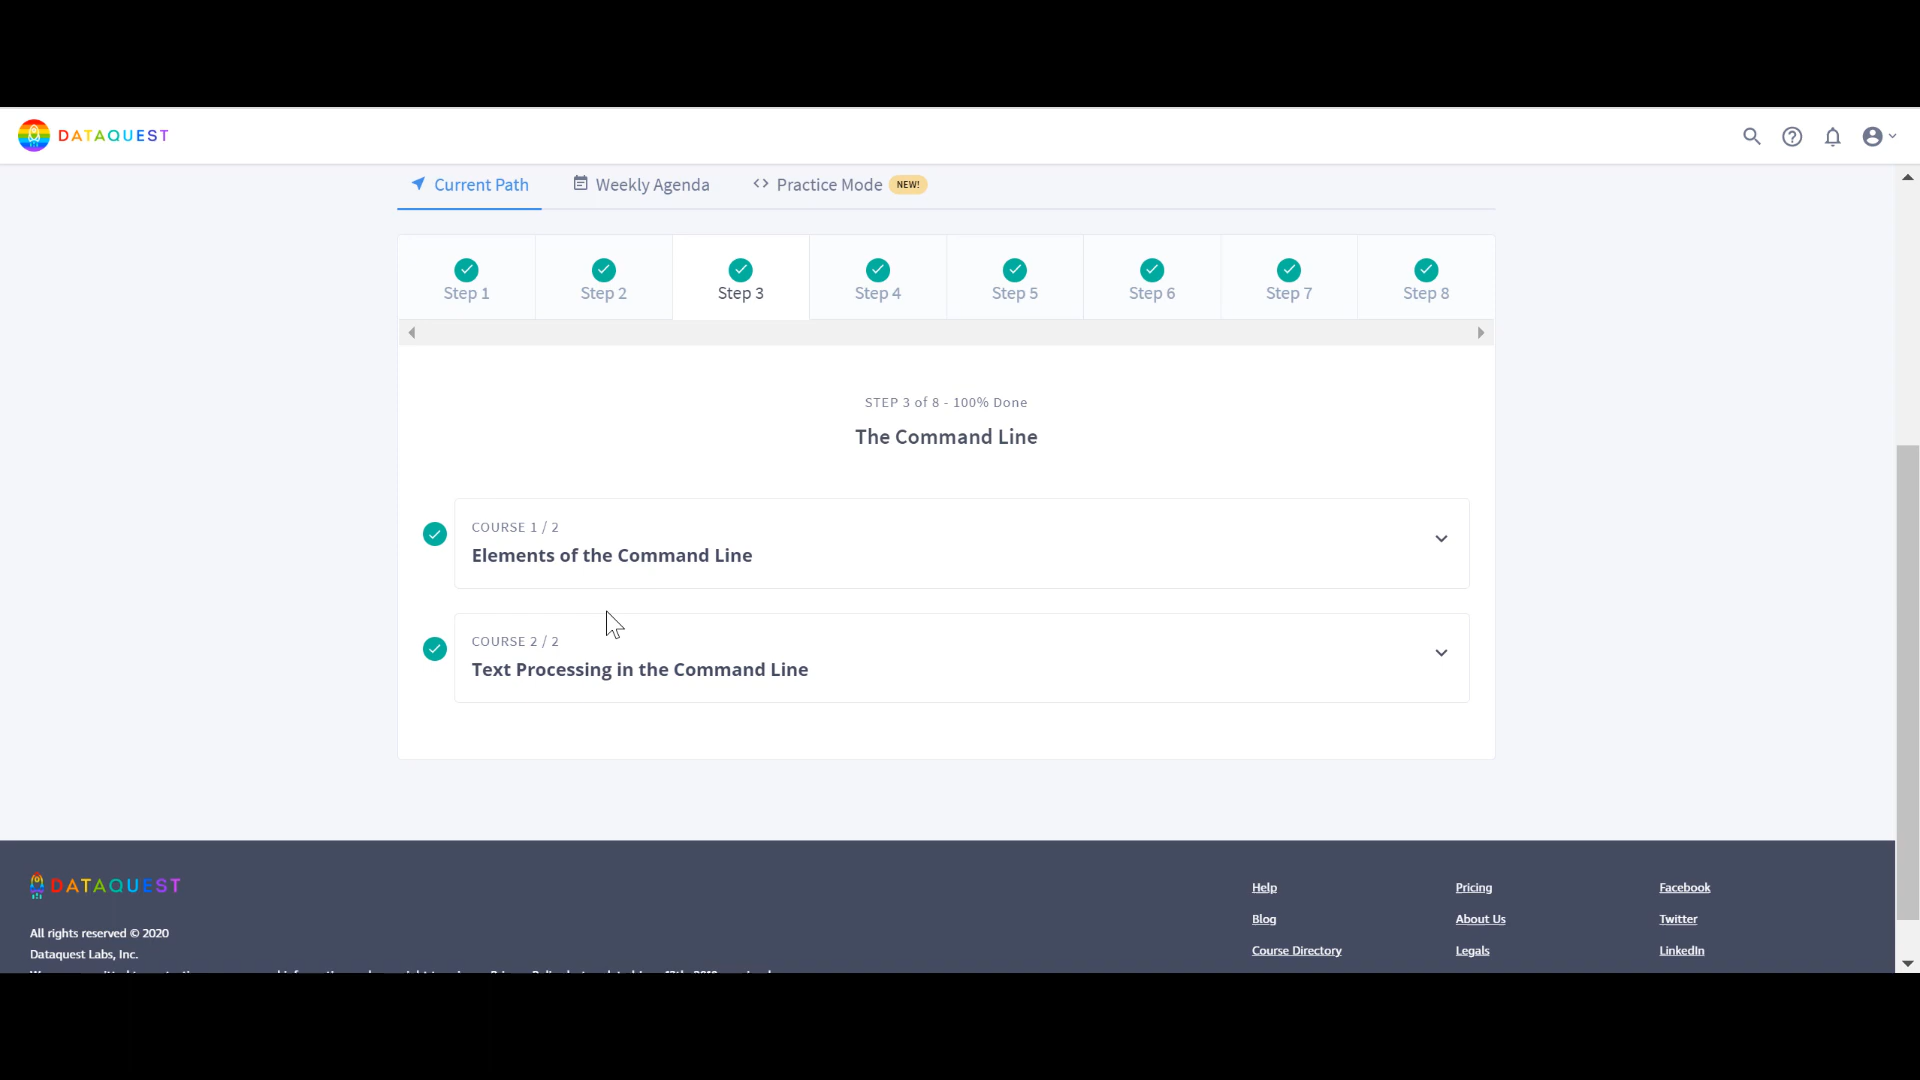 DATAQUEST
Current Path
Weekly Agenda
Practice Mode
NEW!
Step 1
Step 2
Step 3
Step 4
Step 5
Step 6
Step 7
Step 8
STEP 3 of 8 - 100% Done
The Command Line
COURSE 1 / 2
Elements of the Command Line
COURSE 2 / 2
Text Processing in the Command Line
DATAQUEST
All rights reserved © 2020
Dataquest Labs, Inc.
Help
Blog
Course Directory
Pricing
About Us
Legals
Facebook
Twitter
LinkedIn